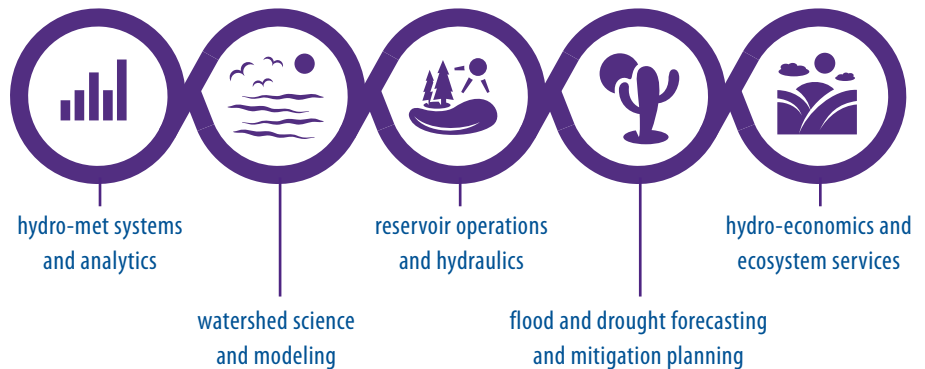 hydro-met systems
and analytics
watershed science
and modeling
reservoir operations
and hydraulics
flood and drought forecasting
and mitigation planning
hydro-economics and
ecosystem services